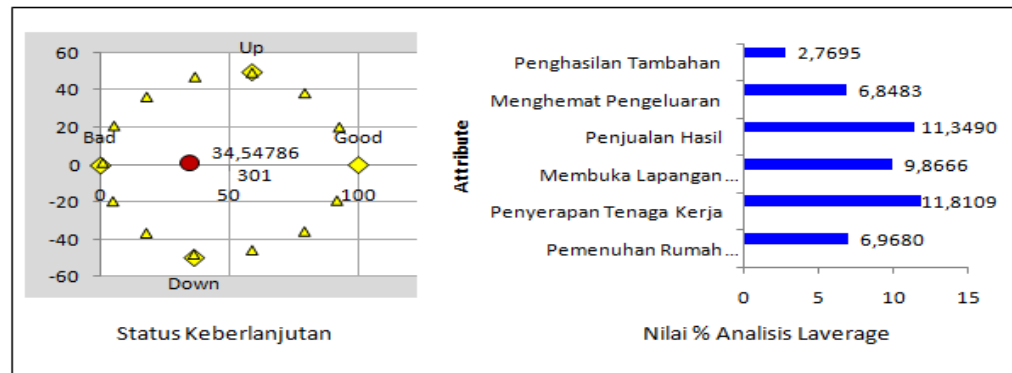 60
40
20
0
-20
-40
-60
Up
Bad
Good
34,54786
301
0
50
100
Down
Status Keberlanjutan
Attribute
Penghasilan Tambahan
Menghemat Pengeluaran
Penjualan Hasil
Membuka Lapangan ...
Penyerapan Tenaga Kerja
Pemenuhan Rumah ...
2,7695
6,8483
11,3490
9,8666
11,8109
6,9680
0
5
10
15
Nilai % Analisis Laverage